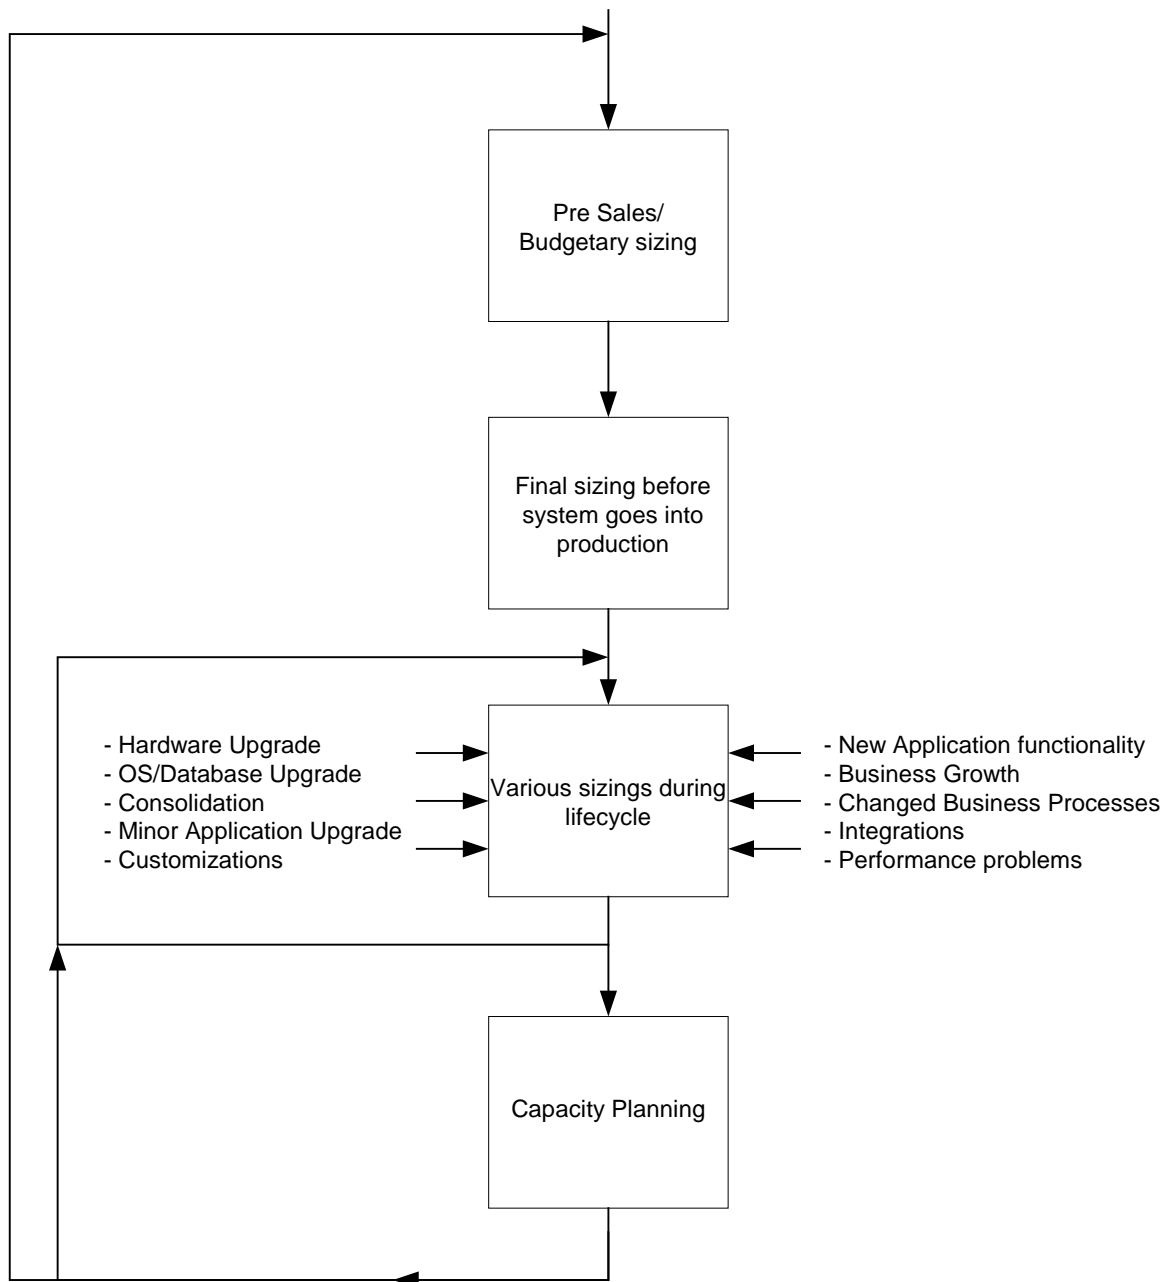 Pre Sales/
Budgetary sizing
Final sizing before
system goes into
production
- Hardware Upgrade
- OS/Database Upgrade
- Consolidation
- Minor Application Upgrade
- Customizations
Various sizings during
lifecycle
- New Application functionality
- Business Growth
- Changed Business Processes
- Integrations
- Performance problems
Capacity Planning